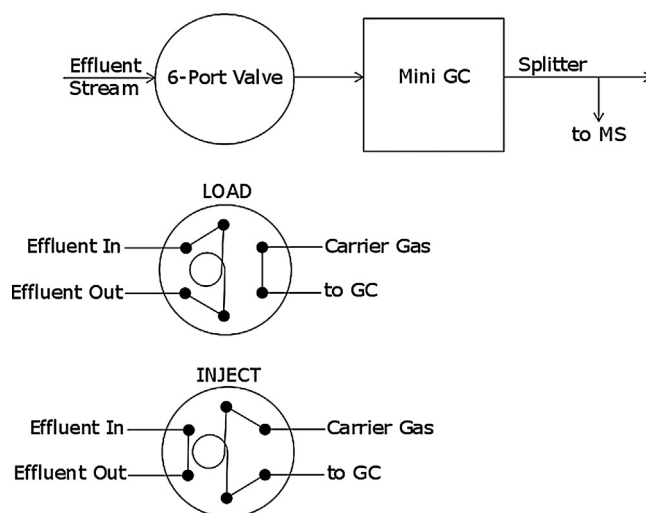 Effluent
Stream
6-Port Valve
Mini GC
Splitter
to MS
LOAD
Effluent In
Carrier Gas
Effluent Out
to GC
INJECT
Effluent In
Carrier Gas
Effluent Out
to GC